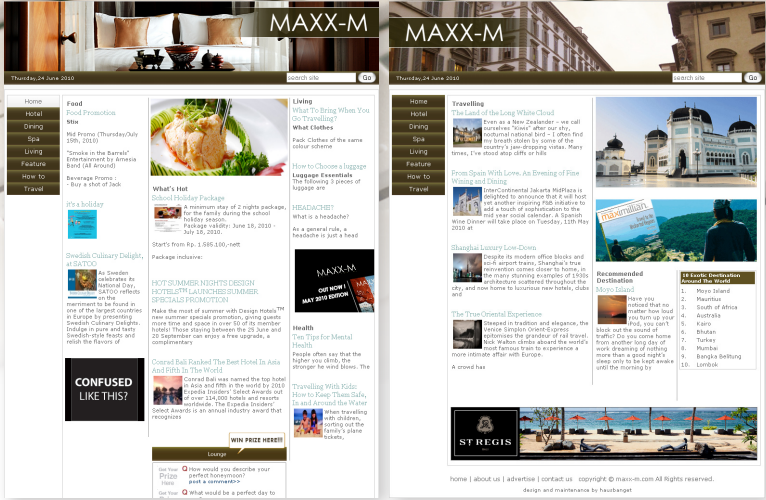 MAXX-M
Thursday,24 June 2010
search site
Go
Home
Hotel
Dining
Spa
Living
Feature
How to
Travel
Food
Food Promotion
Stix
Mid Promo (Thursday/July
15th, 2010)
"Smoke in the Barrels"
Entertainment by Arnesia
Band (All Around)
Beverage Promo :
- Buy a shot of Jack
it's a holiday
Swedish Culinary Delight,
at SATOO
As Sweden
celebrates its
National Day,
SATOO reflects
on the
merriment to be found in
one of the largest countries
in Europe by presenting
Swedish Culinary Delights.
Indulge in pure and tasty
Swedish-style feasts and
relish the flavors of
CONFUSED
LIKE THIS?
What's Hot
School Holiday Package
A minimum stay of 2 nights package,
for the family during the school
holiday season.
Package validity: June 18, 2010 -
July 18, 2010.
Start's from Rp. 1.585.100,-nett
Package inclusive:
HOT SUMMER NIGHTS DESIGN
HOTELS™ LAUNCHES SUMMER
SPECIALS PROMOTION
Make the most of summer with Design Hotels™
new summer specials promotion, giving guests
more time and space in over 50 of its member
hotels! Those staying between the 25 June and
20 September can enjoy a free upgrade, a
complimentary
Conrad Bali Ranked The Best Hotel In Asia
And Fifth In The World
Conrad Bali was named the top hotel
in Asia and fifth in the world by 2010
Expedia Insiders' Select Awards out
of over 114,000 hotels and resorts
worldwide. The Expedia Insiders'
Select Awards is an annual industry award that
recognizes
WIN PRIZE HERE!!!
Lounge
Get Your
Prize
Here
Q How would you describe your
perfect honeymoon?
post a comment>>
Get Your
Q What would be a perfect day to
Living
What To Bring When You
Go Travelling?
What Clothes
Pack Clothes of the same
colour scheme
How to Choose a luggage
Luggage Essentials
The following 3 pieces of
luggage are
HEADACHE?
What is a headache?
As a general rule, a
headache is just a head
MAXX-M
OUT NOW !
MAY 2010 EDITION
Health
Ten Tips for Mental
Health
People often say that the
higher you climb, the
stronger he wind blows. The
Travelling With Kids:
How to Keep Them Safe,
In and Around the Water
When travelling
with children,
sorting out the
family's plane
tickets,
MAXX-M
Thursday,24 June 2010
search site
Go
Home
Hotel
Dining
Spa
Living
Feature
How to
Travel
Travelling
The Land of the Long White Cloud
Even as a New Zealander – we call
ourselves "Kiwis" after our shy,
nocturnal national bird – I often find
my breath stolen by some of the
country's jaw-dropping vistas. Many
times, I've stood atop cliffs or hills
From Spain With Love, An Evening of Fine
Wining and Dining
InterContinental Jakarta MidPlaza is
delighted to announce that it will host
yet another inspiring F&B initiative to
add a touch of sophistication to the
mid year social calendar. A Spanish
Wine Dinner will take place on Tuesday, 11th May
2010 at
Shanghai Luxury Low-Down
Despite its modern office blocks and
sci-fi airport trains, Shanghai's true
reinvention comes closer to home, in
the many stunning examples of 1930s
architecture scattered throughout the
city, and now home to luxurious new hotels, clubs
and
The True Oriental Experience
Steeped in tradition and elegance, the
Venice Simplon Orient-Express
epitomises the grandeur of rail travel.
Nick Walton climbs aboard the world's
most famous train to experience a
more intimate affair with Europe.
A crowd has
maximillian
Recommended
Destination
Moyo Island
Have you
noticed that no
matter how loud
you turn up your
iPod, you can't
block out the sound of
traffic? Do you come home
from another long day of
work dreaming of nothing
more than a good night's
sleep only to be kept awake
until the morning by
10 Exotic Destination
Around The World
1. Moyo Island
2. Mauritius
3. South of Africa
4. Australia
5. Kairo
6. Bhutan
7. Turkey
8. Mumbai
9. Bangka Belitung
10. Lombok
ST REGIS
home | about us | advertise | contact us copyright © maxx-m.com All Rights reserved.
design and maintenance by hauobanget